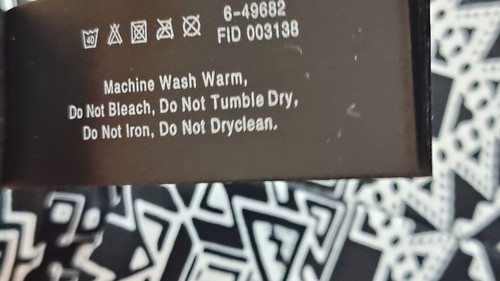 6-49682
FID 003138
40
Machine Wash Warm,
Do Not Bleach, Do Not Tumble Dry,
Do Not Iron, Do Not Dryclean.